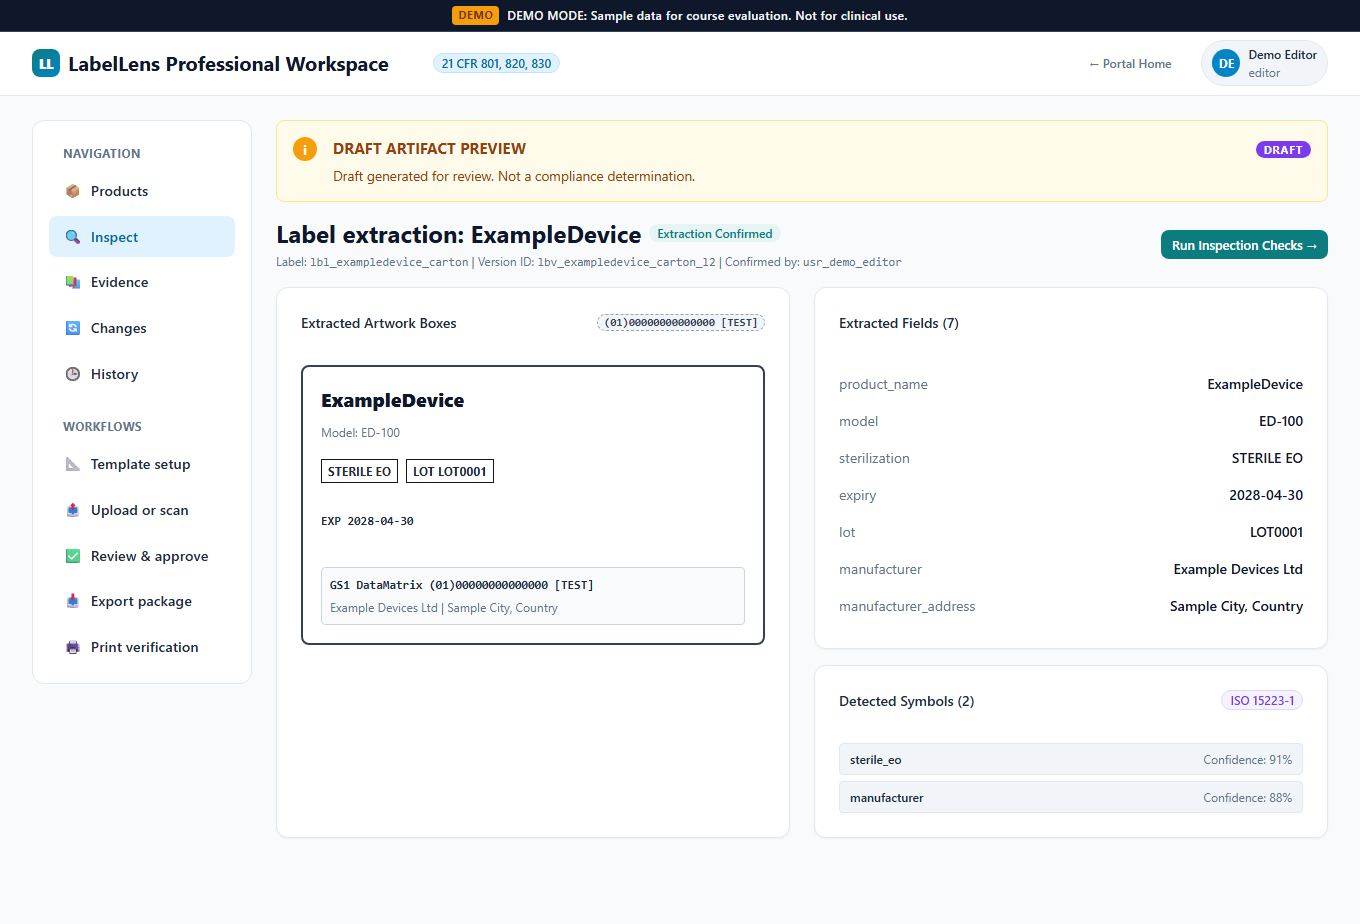 DEMO DEMO MODE: Sample data for course evaluation. Not for clinical use.
LL LabelLens Professional Workspace
21 CFR 801, 820, 830
← Portal Home
DE
Demo Editor
editor
NAVIGATION
Products
Inspect
Evidence
Changes
History
WORKFLOWS
Template setup
Upload or scan
Review & approve
Export package
Print verification
i DRAFT ARTIFACT PREVIEW
DRAFT
Draft generated for review. Not a compliance determination.
Label extraction: ExampleDevice Extraction Confirmed
Label: lbl_exampledevice_carton | Version ID: lbv_exampledevice_carton_12 | Confirmed by: usr_demo_editor
Run Inspection Checks →
Extracted Artwork Boxes
(01)00000000000000 [TEST]
ExampleDevice
Model: ED-100
STERILE EO LOT LOT0001
EXP 2028-04-30
GS1 DataMatrix (01)00000000000000 [TEST]
Example Devices Ltd | Sample City, Country
Extracted Fields (7)
product_name ExampleDevice
model ED-100
sterilization STERILE EO
expiry 2028-04-30
lot LOT0001
manufacturer Example Devices Ltd
manufacturer_address Sample City, Country
Detected Symbols (2) ISO 15223-1
sterile_eo Confidence: 91%
manufacturer Confidence: 88%